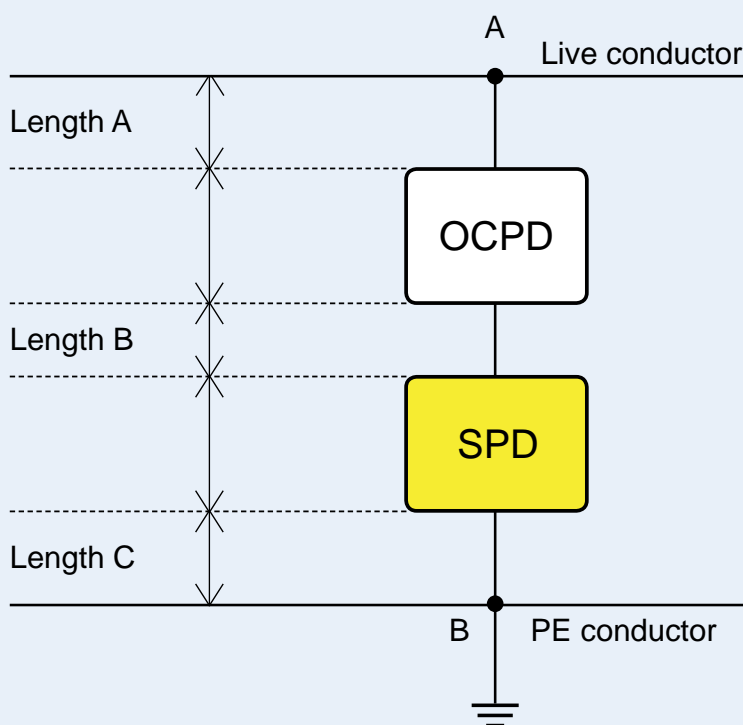 A
Live conductor
Length A
OCPD
Length B
SPD
Length C
B
PE conductor